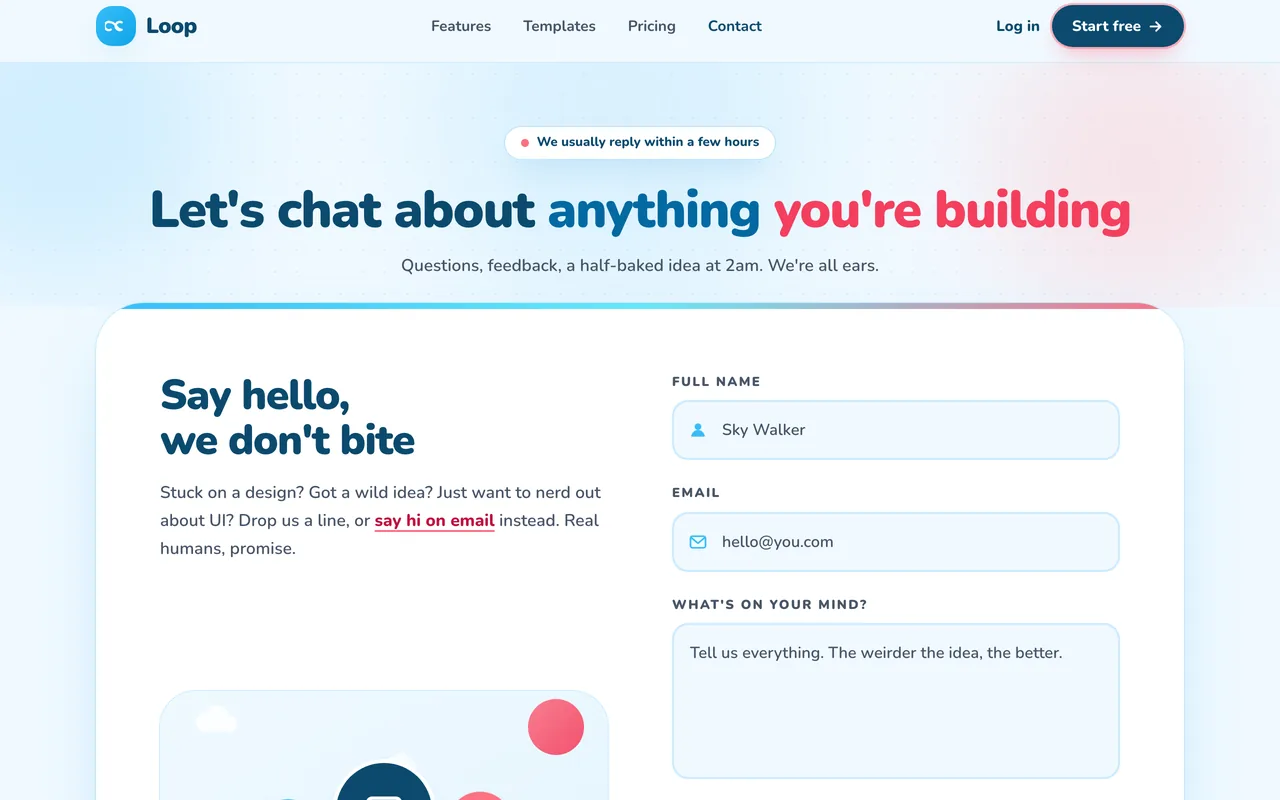 Loop
Features
Templates
Pricing
Contact
Log in
Start free →
We usually reply within a few hours
Let's chat about anything you're building
Questions, feedback, a half-baked idea at 2am. We're all ears.
Say hello,
we don't bite
Stuck on a design? Got a wild idea? Just want to nerd out
about UI? Drop us a line, or say hi on email instead. Real
humans, promise.
FULL NAME
Sky Walker
EMAIL
hello@you.com
WHAT'S ON YOUR MIND?
Tell us everything. The weirder the idea, the better.